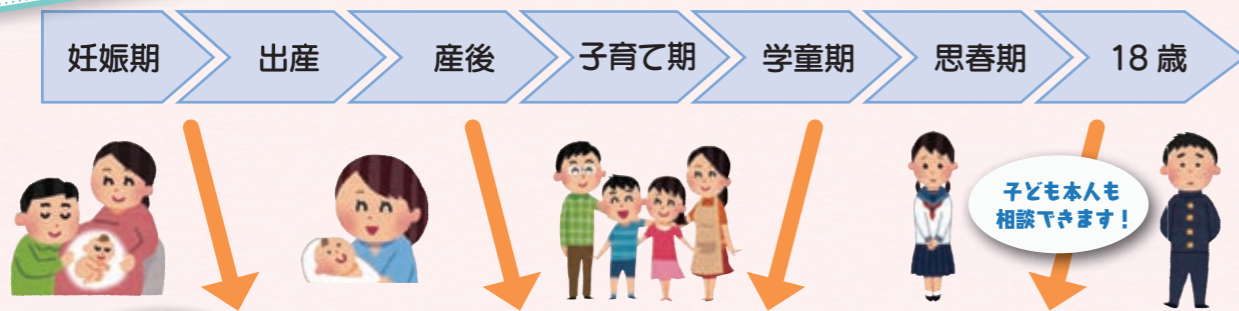 妊娠期
出産
産後
子育て期
学童期
思春期
18歳
子ども本人も
相談できます！